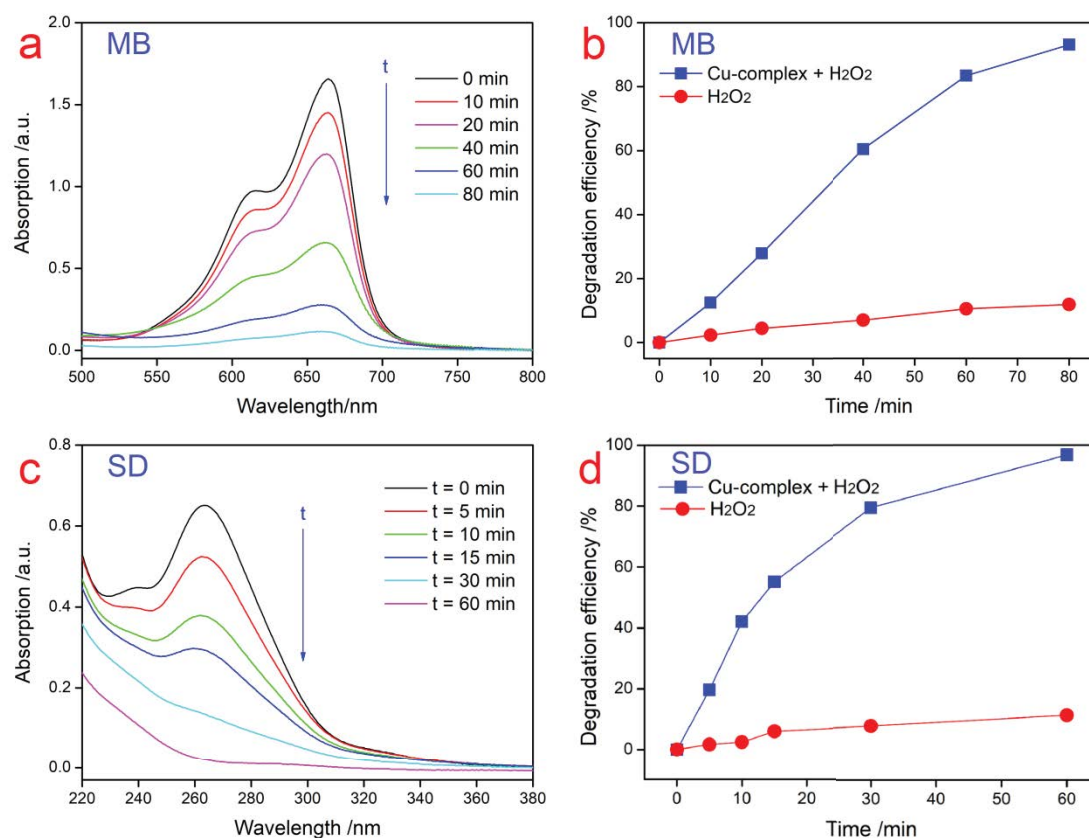 a
MB
t
0 min
10 min
20 min
40 min
60 min
80 min
2.0
1.5
1.0
0.5
0.0
500 550 600 650 700 750 800
Absorption /a.u.
Wavelength/nm
b
MB
Cu-complex + H₂O₂
H₂O₂
100
80
60
40
20
0
0 10 20 30 40 50 60 70 80
Degradation efficiency /%
Time /min
c
SD
t
t = 0 min
t = 5 min
t = 10 min
t = 15 min
t = 30 min
t = 60 min
0.8
0.6
0.4
0.2
0.0
220 240 260 280 300 320 340 360 380
Absorption /a.u.
Wavelength /nm
d
SD
Cu-complex + H₂O₂
H₂O₂
100
80
60
40
20
0
0 10 20 30 40 50 60
Degradation efficiency /%
Time /min